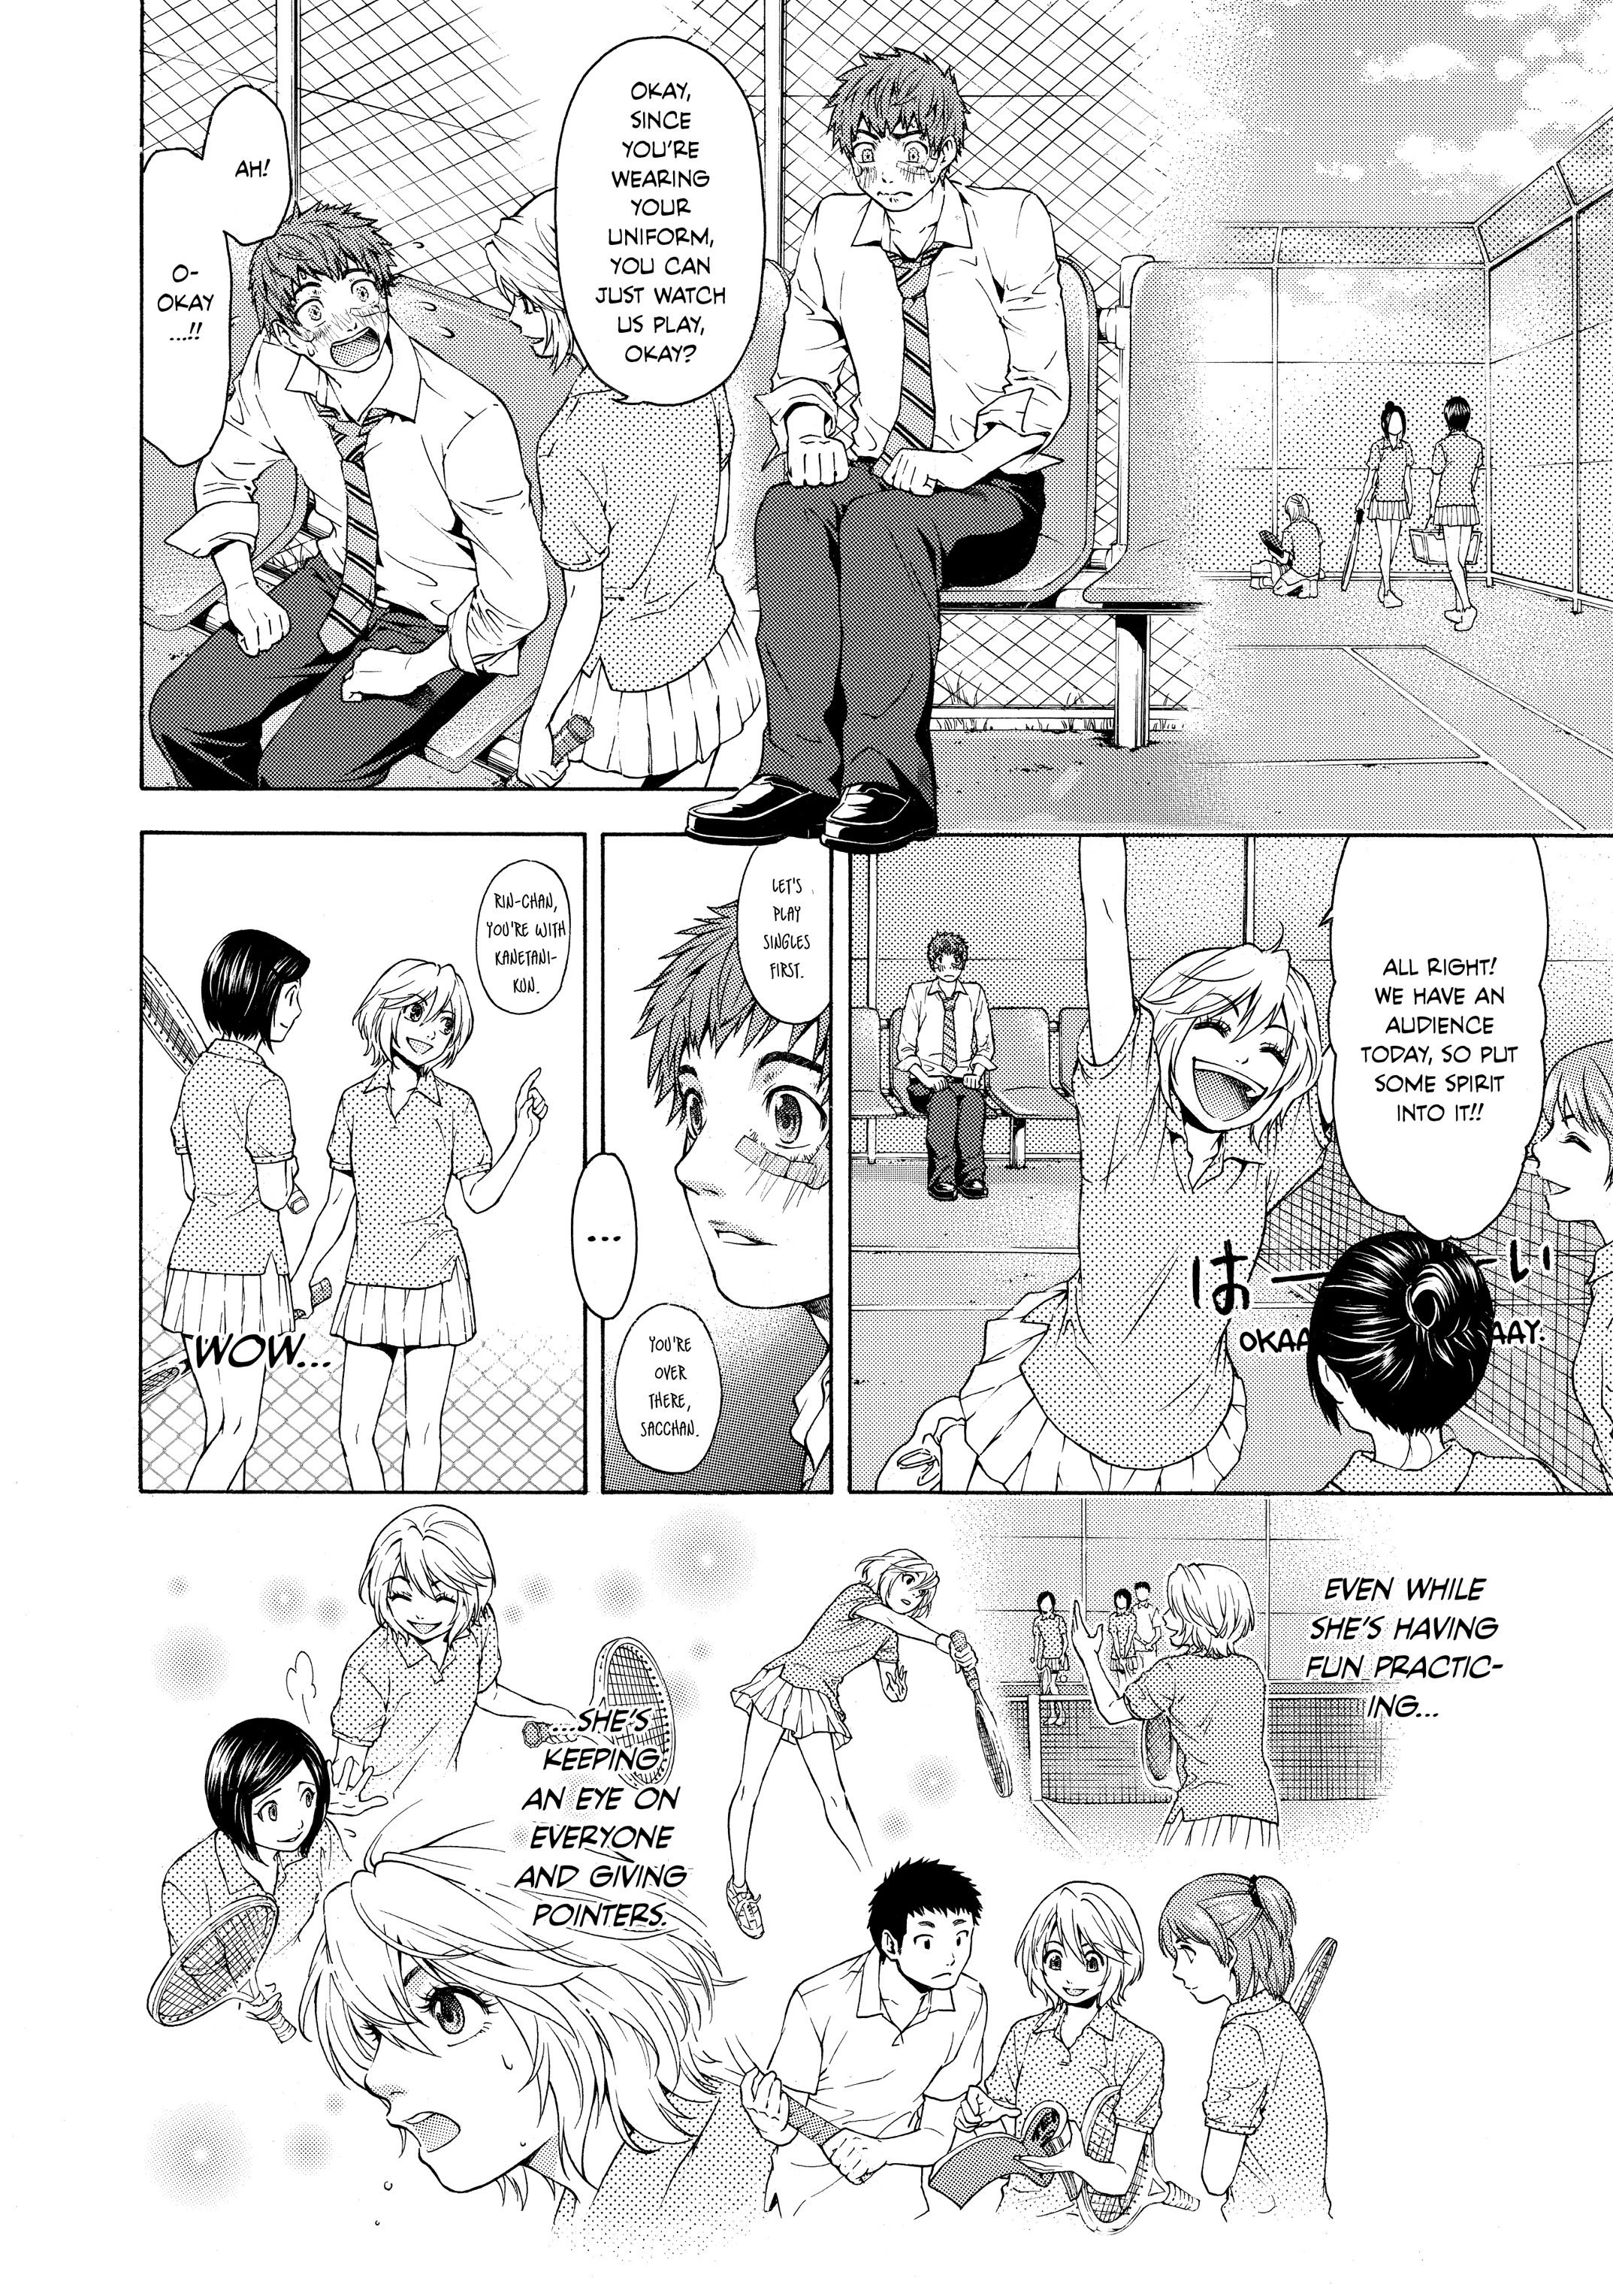 OKAY,
SINCE
YOU'RE
WEARING
YOUR
UNIFORM,
YOU CAN
JUST WATCH
US PLAY,
OKAY?
AH!
O-
OKAY
...!!
ALL RIGHT!
WE HAVE AN
AUDIENCE
TODAY, SO PUT
SOME SPIRIT
INTO IT!!
はーーい
OKAA AAY.
LET'S
PLAY
SINGLES
FIRST.
...
YOU'RE
OVER
THERE,
SACCHAN.
RIN-CHAN,
YOU'RE WITH
KANETANI-
KUN.
WOW...
EVEN WHILE
SHE'S HAVING
FUN PRACTIC-
ING...
...SHE'S
KEEPING
AN EYE ON
EVERYONE
AND GIVING
POINTERS.